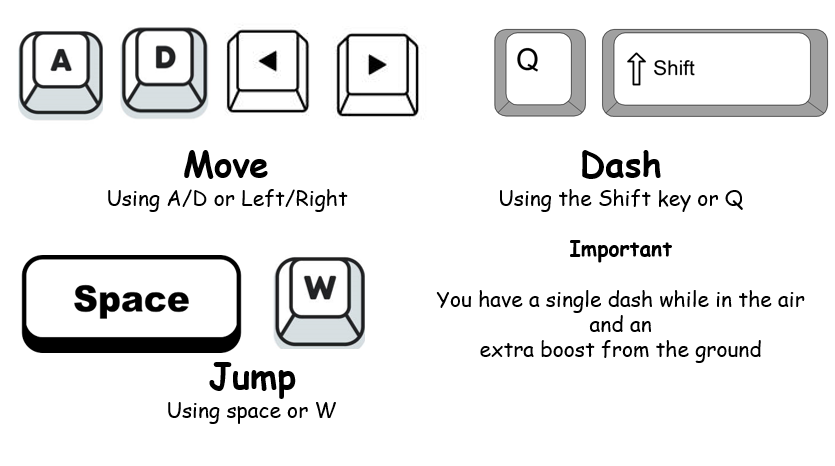 A D
Move
Using A/D or Left/Right
Q Shift
Dash
Using the Shift key or Q
Important
You have a single dash while in the air
and an
extra boost from the ground
Space W
Jump
Using space or W